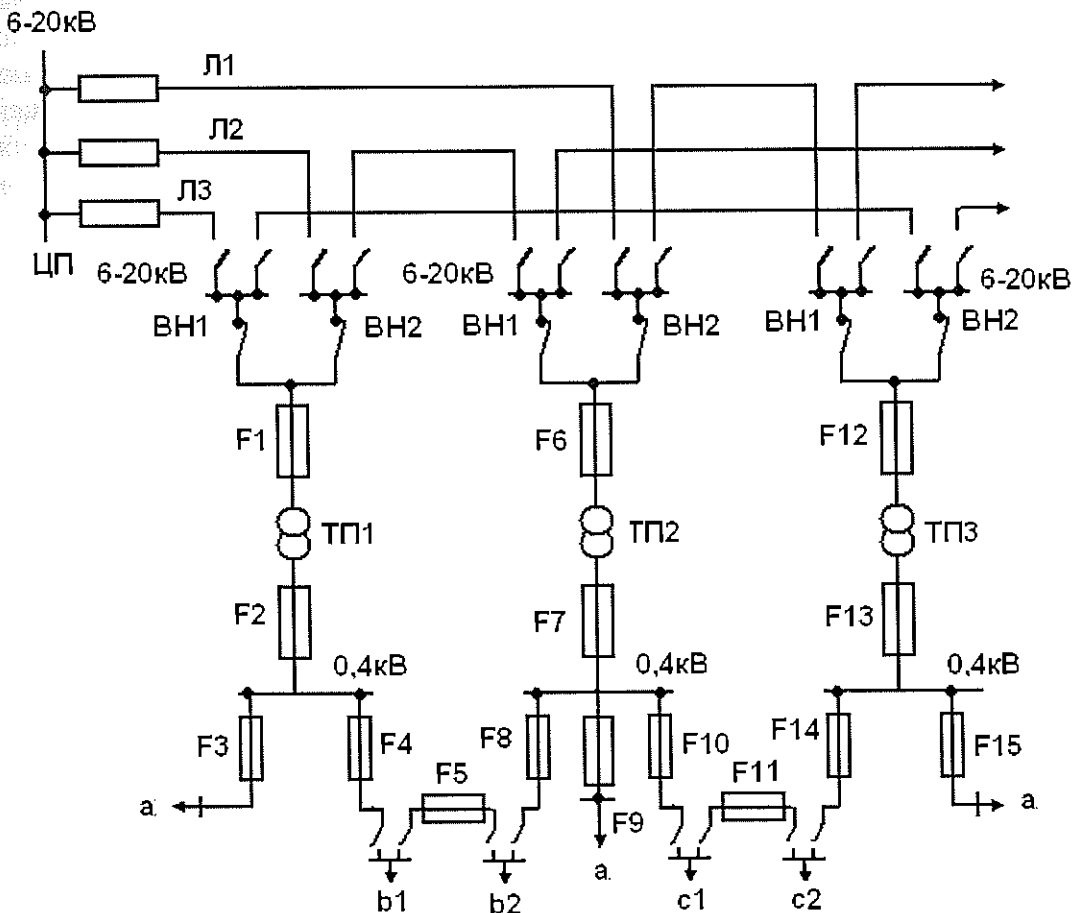 6-20кВ
Л1
Л2
Л3
ЦП
6-20кВ
6-20кВ
6-20кВ
ВН1
ВН2
ВН1
ВН2
ВН1
ВН2
F1
F6
F12
ТП1
ТП2
ТП3
F2
F7
F13
0,4кВ
0,4кВ
0,4кВ
F3
F4
F8
F10
F14
F15
F5
F11
a
F9
a
a
b1
b2
c1
c2